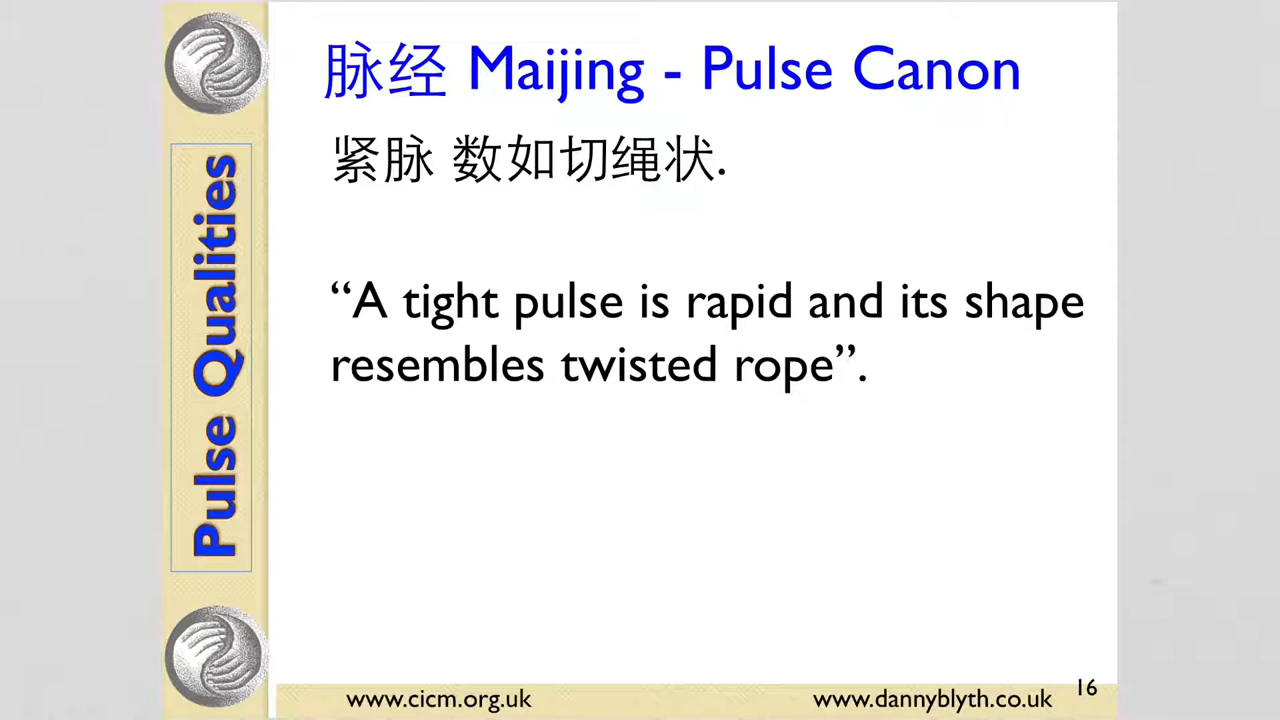 脉经 Maijing - Pulse Canon
紧脉 数如切绳状.
“A tight pulse is rapid and its shape
resembles twisted rope”.
Pulse Qualities
www.cicm.org.uk
www.dannyblyth.co.uk
16